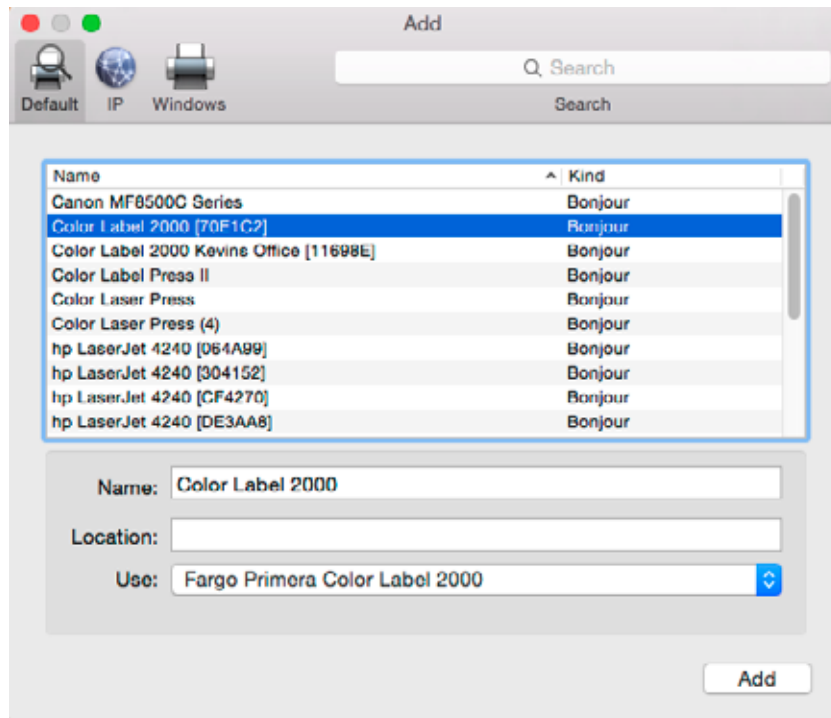 Add
Default IP Windows
Search
Search
Name Kind
Canon MF8500C Series Bonjour
Color Label 2000 [70E1C2] Bonjour
Color Label 2000 Kevins Office [11698E] Bonjour
Color Label Press II Bonjour
Color Laser Press Bonjour
Color Laser Press (4) Bonjour
hp LaserJet 4240 [064A99] Bonjour
hp LaserJet 4240 [304152] Bonjour
hp LaserJet 4240 [CF4270] Bonjour
hp LaserJet 4240 [DE3AA8] Bonjour
Name: Color Label 2000
Location:
Use: Fargo Primera Color Label 2000
Add